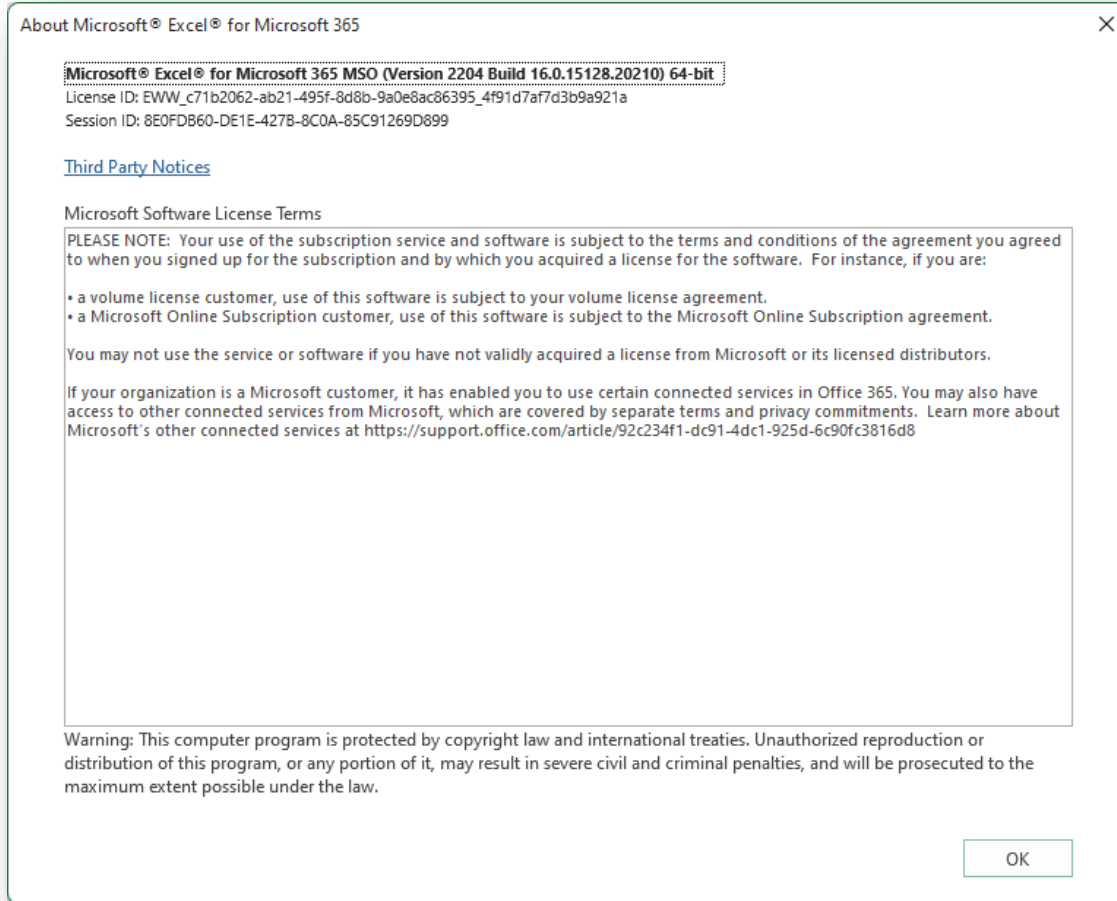 About Microsoft® Excel® for Microsoft 365
Microsoft® Excel® for Microsoft 365 MSO (Version 2204 Build 16.0.15128.20210) 64-bit
License ID: EWW_c71b2062-ab21-495f-8d8b-9a0e8ac86395_4f91d7af7d3b9a921a
Session ID: 8E0FDB60-DE1E-427B-8C0A-85C91269D899
Third Party Notices
Microsoft Software License Terms
PLEASE NOTE:  Your use of the subscription service and software is subject to the terms and conditions of the agreement you agreed
to when you signed up for the subscription and by which you acquired a license for the software.  For instance, if you are:
• a volume license customer, use of this software is subject to your volume license agreement.
• a Microsoft Online Subscription customer, use of this software is subject to the Microsoft Online Subscription agreement.
You may not use the service or software if you have not validly acquired a license from Microsoft or its licensed distributors.
If your organization is a Microsoft customer, it has enabled you to use certain connected services in Office 365. You may also have
access to other connected services from Microsoft, which are covered by separate terms and privacy commitments.  Learn more about
Microsoft's other connected services at https://support.office.com/article/92c234f1-dc91-4dc1-925d-6c90fc3816d8
Warning: This computer program is protected by copyright law and international treaties. Unauthorized reproduction or
distribution of this program, or any portion of it, may result in severe civil and criminal penalties, and will be prosecuted to the
maximum extent possible under the law.
OK